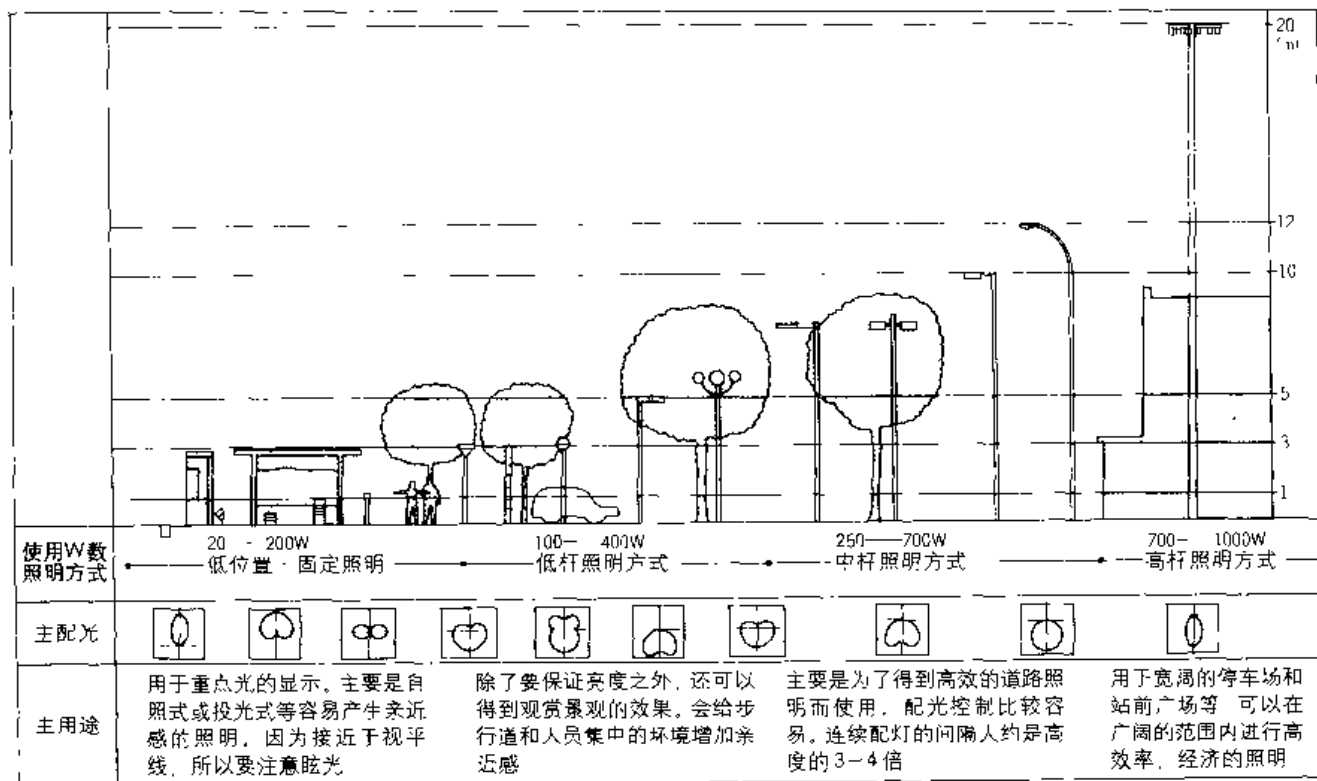 20
(m)
12
10
5
3
1
使用W数
照明方式
20 - 200W
低位置·固定照明
100— 400W
低杆照明方式
250—700W
中杆照明方式
700— 1000W
高杆照明方式
主配光
主用途
用于重点光的显示。主要是自
照式或投光式等容易产生亲近
感的照明，因为接近于视平
线，所以要注意眩光
除了要保证亮度之外，还可以
得到观赏景观的效果。会给步
行道和人员集中的环境增加亲
近感
主要是为了得到高效的道路照
明而使用，配光控制比较容
易。连续配灯的间隔大约是高
度的3-4倍
用于宽阔的停车场和
站前广场等 可以在
广阔的范围内进行高
效率、经济的照明